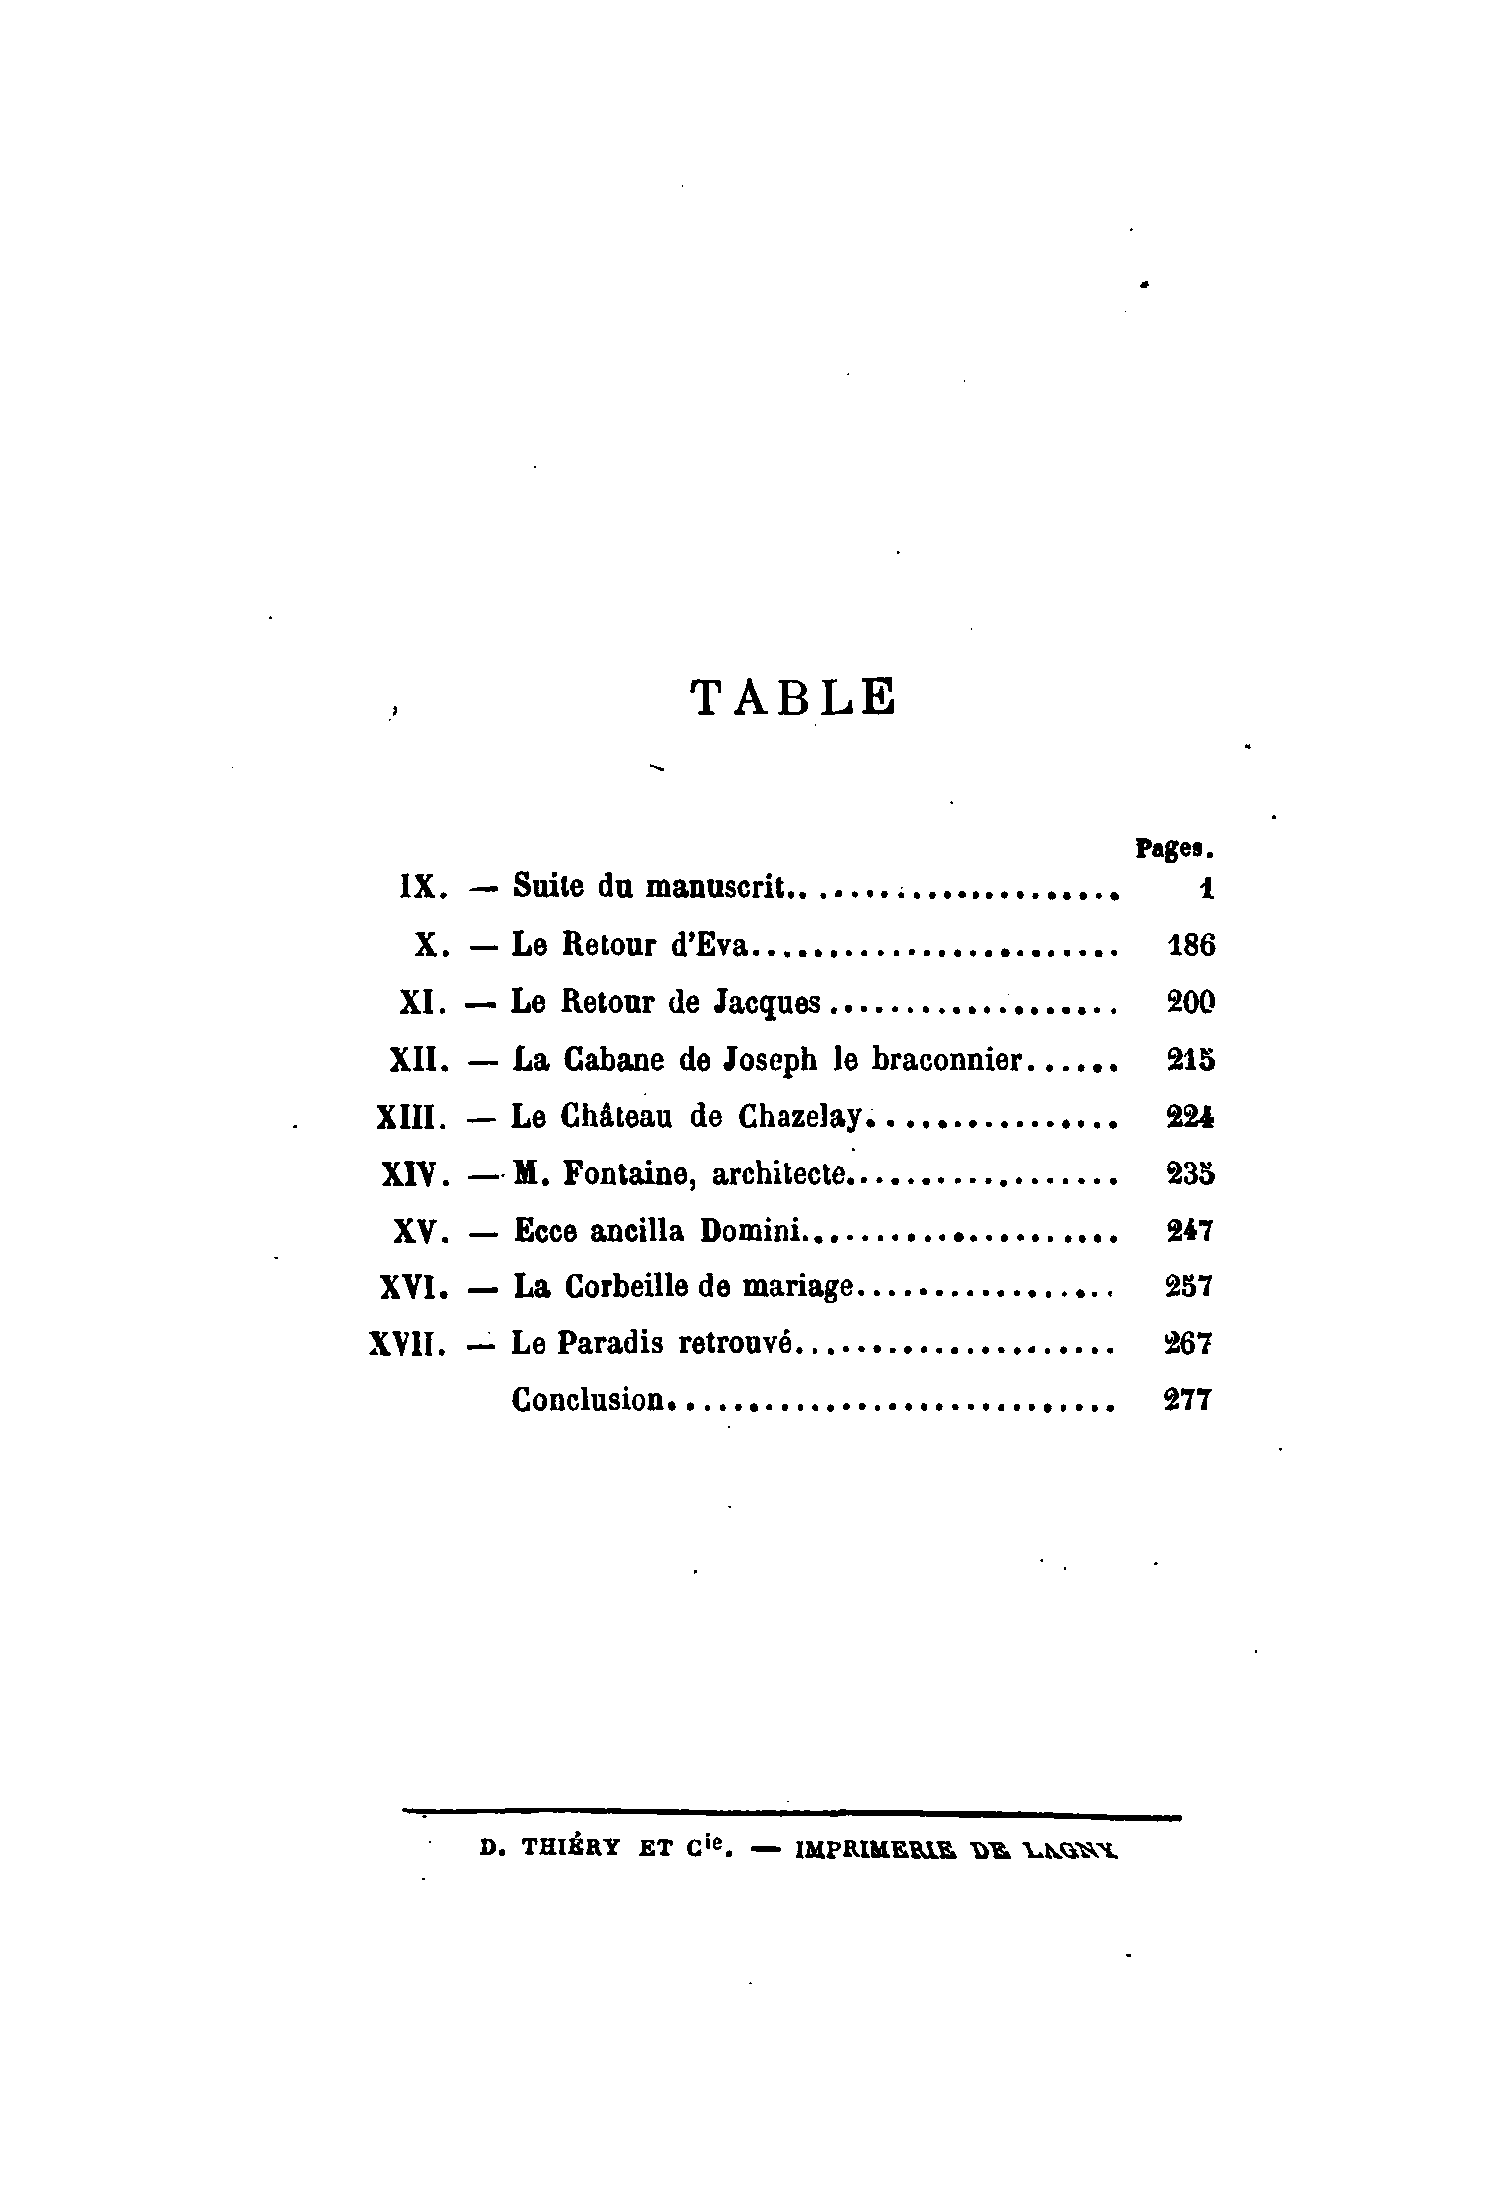 TABLE
Pages.
IX. — Suite du manuscrit..................... 1
X. — Le Retour d'Eva........................ 186
XI. — Le Retour de Jacques................... 200
XII. — La Cabane de Joseph le braconnier...... 215
XIII. — Le Château de Chazelay................ 224
XIV. — M. Fontaine, architecte.................. 235
XV. — Ecce ancilla Domini..................... 247
XVI. — La Corbeille de mariage................. 257
XVII. — Le Paradis retrouvé..................... 267
Conclusion............................. 277
D. THIÉRY ET Cie. — IMPRIMERIE DE LAGNY.